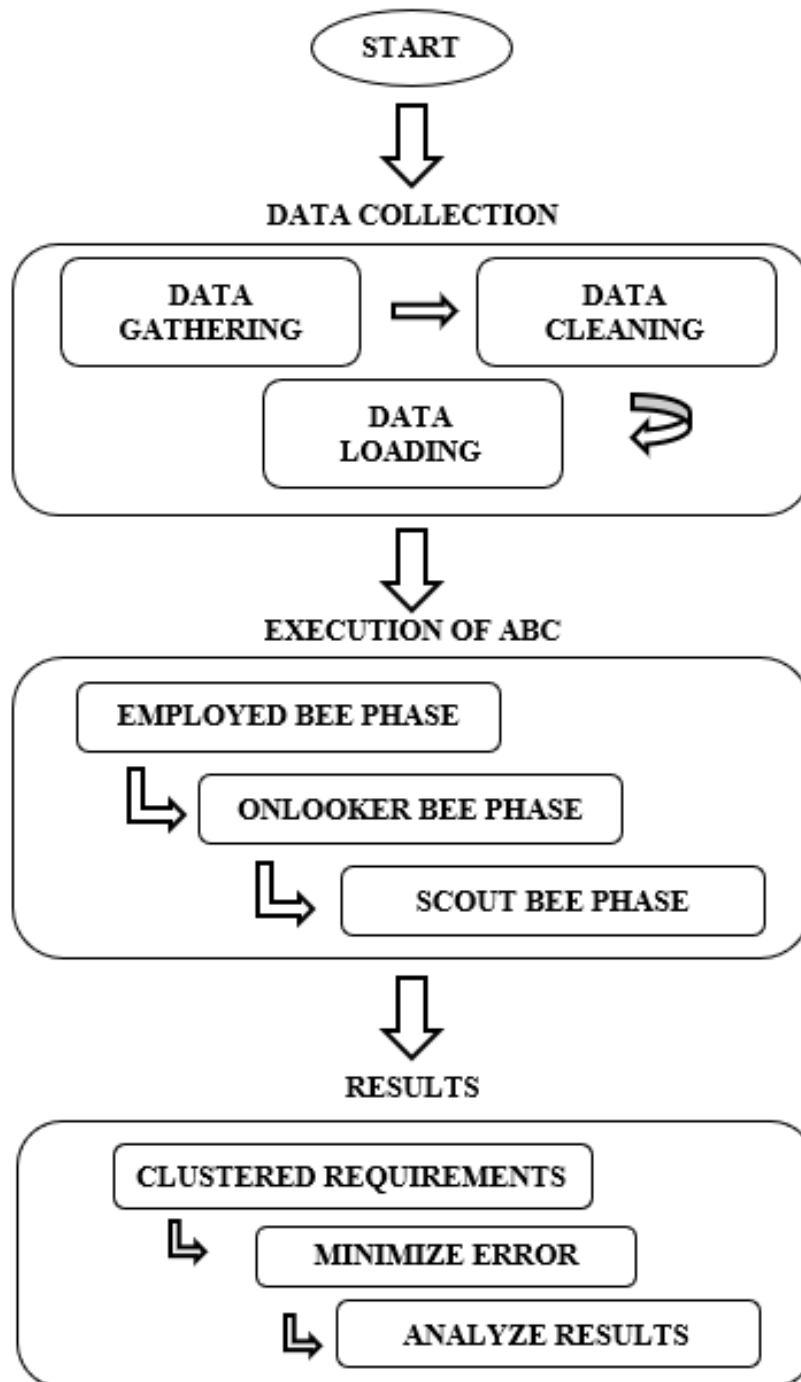 START
DATA COLLECTION
DATA
GATHERING
DATA
CLEANING
DATA
LOADING
EXECUTION OF ABC
EMPLOYED BEE PHASE
ONLOOKER BEE PHASE
SCOUT BEE PHASE
RESULTS
CLUSTERED REQUIREMENTS
MINIMIZE ERROR
ANALYZE RESULTS